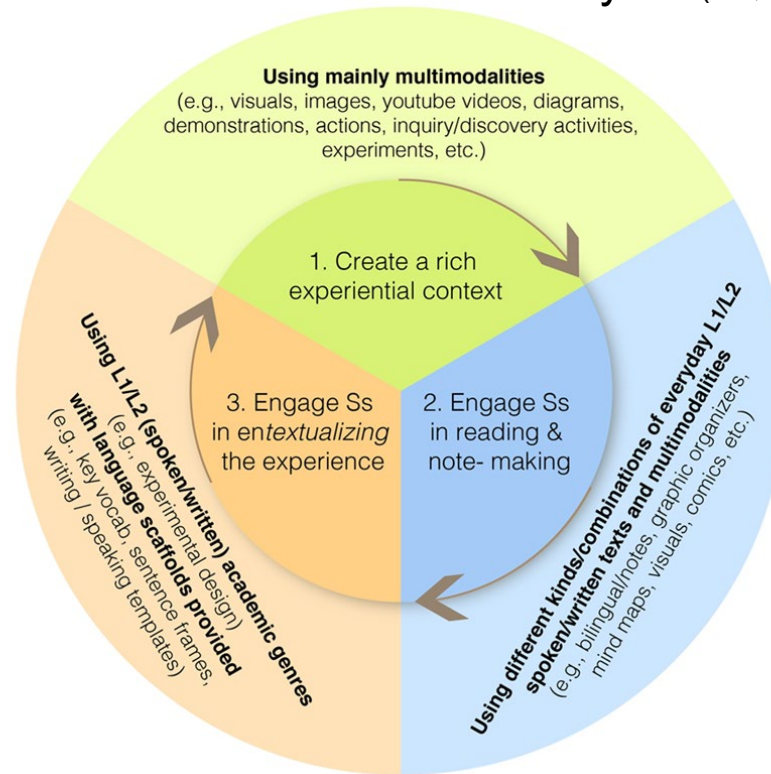 Using mainly multimodalities
(e.g., visuals, images, youtube videos, diagrams,
demonstrations, actions, inquiry/discovery activities,
experiments, etc.)
1. Create a rich
experiential context
2. Engage Ss
in reading &
note- making
Using different kinds/combinations of everyday L1/L2
spoken/written texts and multimodalities
(e.g., bilingual/notes, graphic organizers,
mind maps, visuals, comics, etc.)
3. Engage Ss
in entextualizing
the experience
Using L1/L2 (spoken/written) academic genres
(e.g., experimental design)
with language scaffolds provided
(e.g., key vocab, sentence frames,
writing / speaking templates)